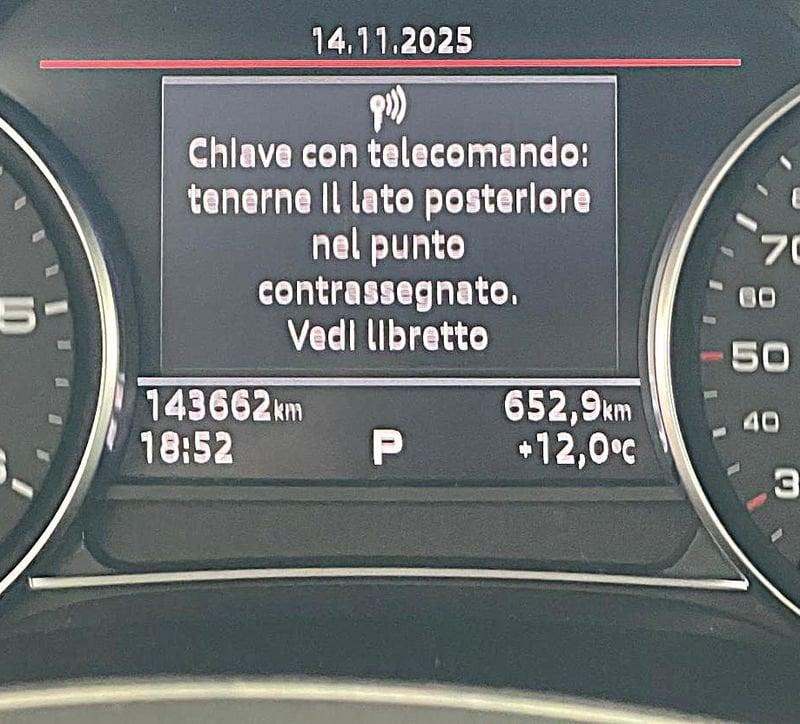 14.11.2025
Chiave con telecomando:
tenerne il lato posteriore
nel punto
contrassegnato.
Vedi libretto
143662km 652,9km
18:52 P +12,0°C
5
70
60
50
40